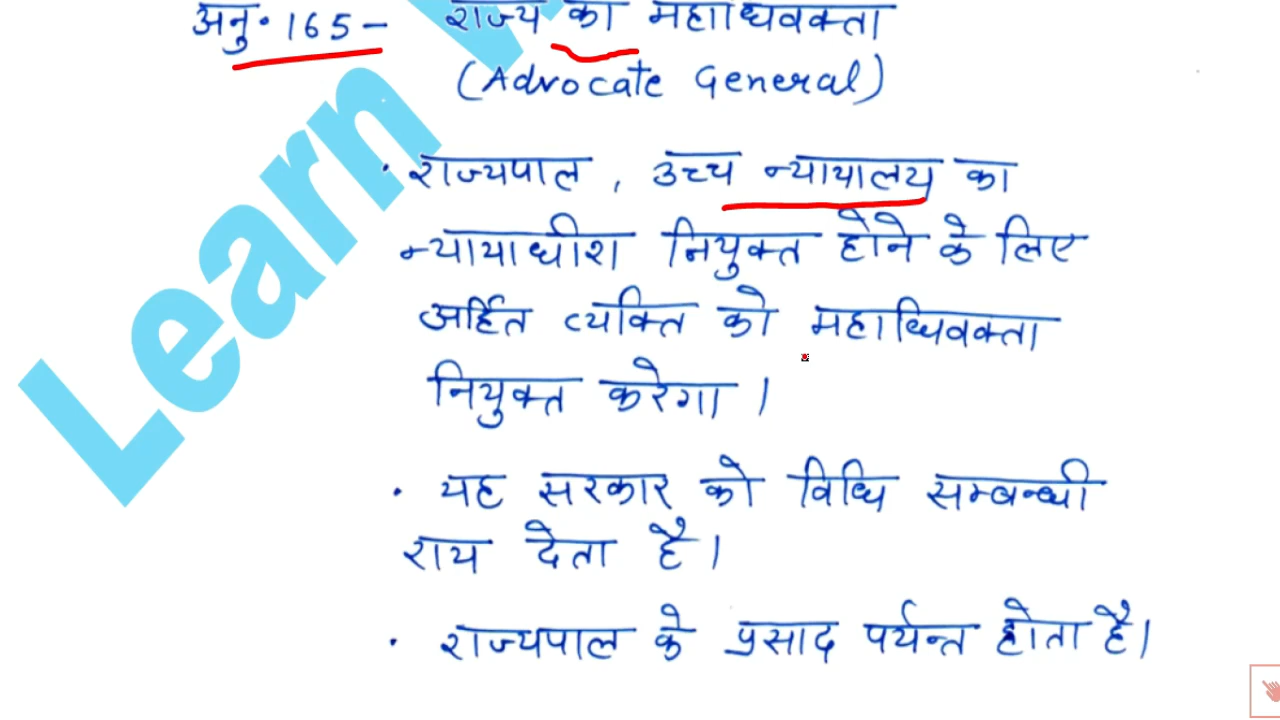 अनु॰ 165- राज्य का महाधिवक्ता
(Advocate General)
• राज्यपाल, उच्च न्यायालय का
न्यायाधीश नियुक्त होने के लिए
अर्हित व्यक्ति को महाधिवक्ता
नियुक्त करेगा।
• यह सरकार को विधि सम्बन्धी
राय देता है।
• राज्यपाल के प्रसाद पर्यन्त होता है।
Learn